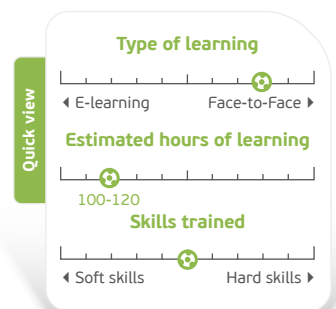 Quick view
Type of learning
E-learning Face-to-Face
Estimated hours of learning
100-120
Skills trained
Soft skills Hard skills